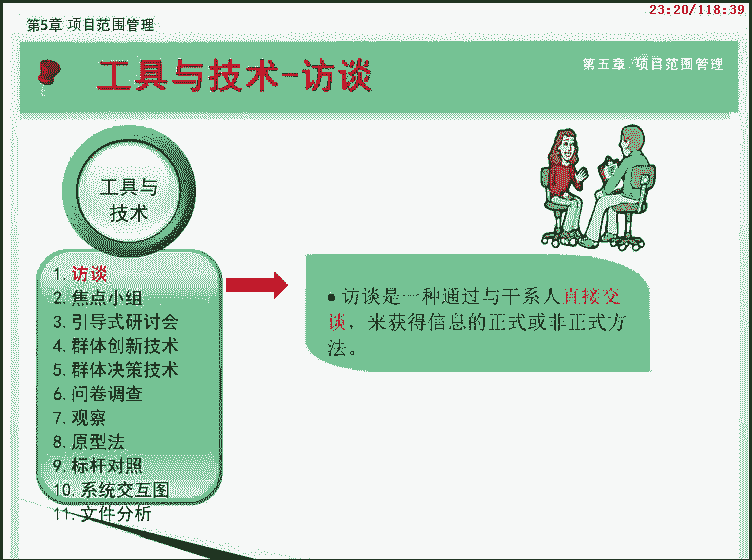 23:20/118:39
第5章 项目范围管理
工具与技术-访谈
第五章 项目范围管理
工具与
技术
1. 访谈
2. 焦点小组
3. 引导式研讨会
4. 群体创新技术
5. 群体决策技术
6. 问卷调查
7. 观察
8. 原型法
9. 标杆对照
10. 系统交互图
11. 文件分析
● 访谈是一种通过与干系人直接交
谈，来获得信息的正式或非正式方
法。